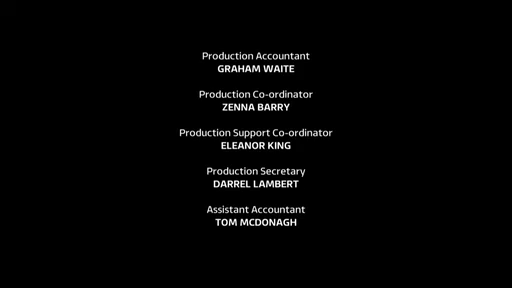 Production Accountant
GRAHAM WAITE
Production Co-ordinator
ZENNA BARRY
Production Support Co-ordinator
ELEANOR KING
Production Secretary
DARREL LAMBERT
Assistant Accountant
TOM MCDONAGH